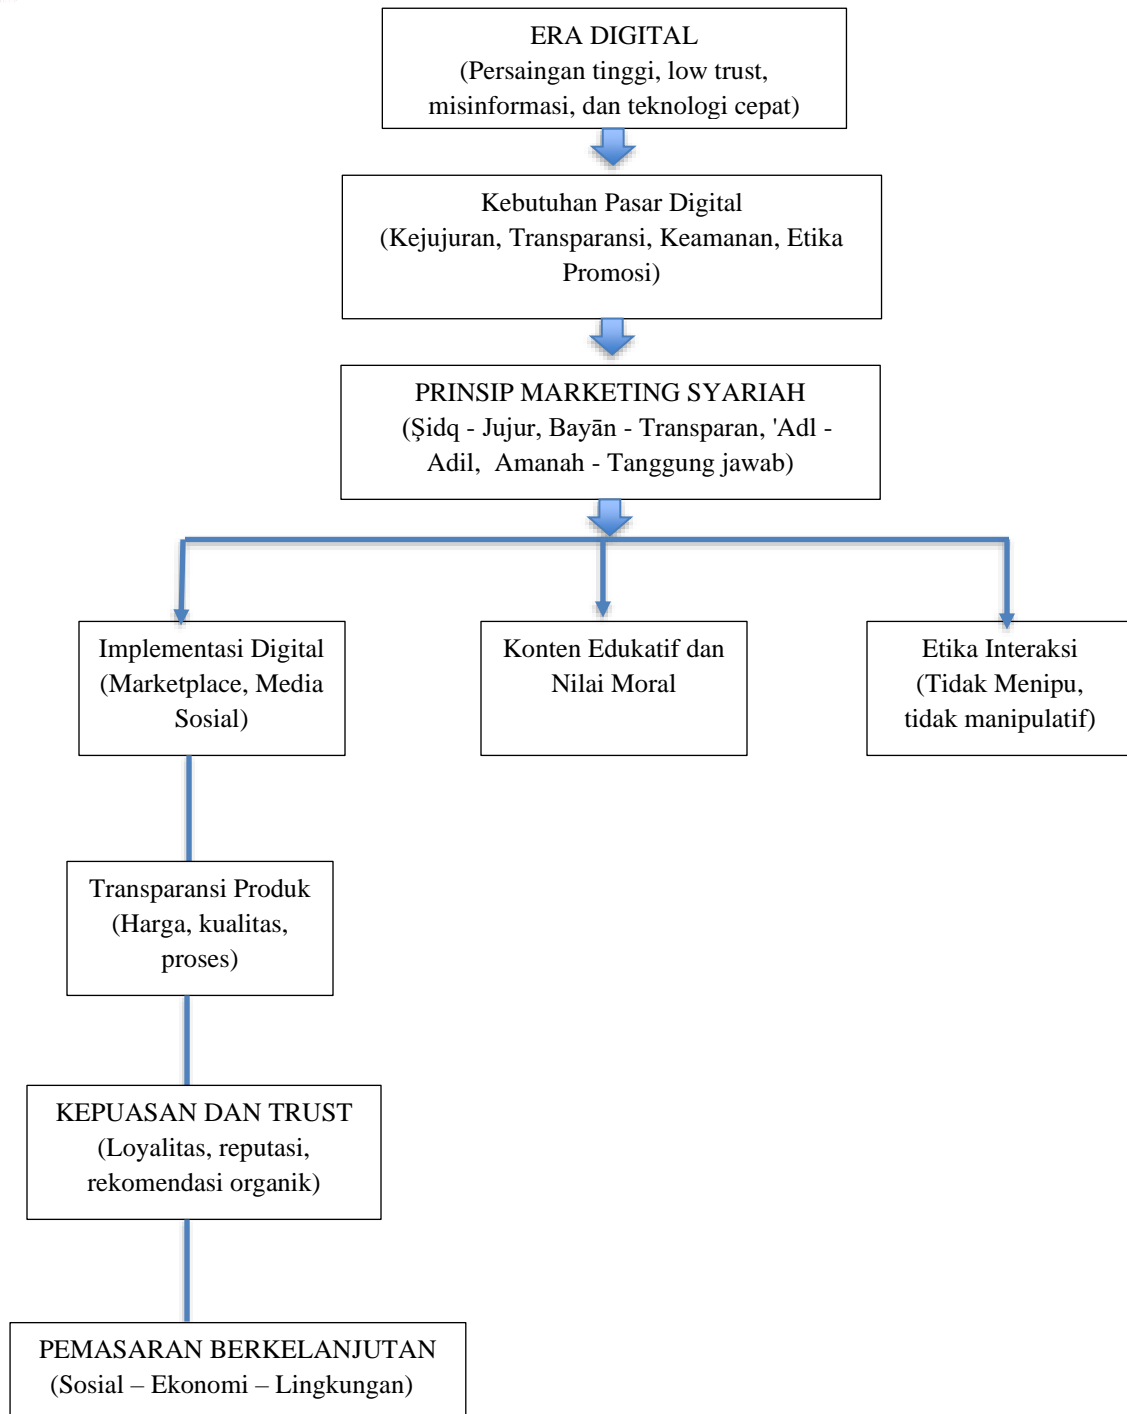 ERA DIGITAL
(Persaingan tinggi, low trust,
misinformasi, dan teknologi cepat)
Kebutuhan Pasar Digital
(Kejujuran, Transparansi, Keamanan, Etika
Promosi)
PRINSIP MARKETING SYARIAH
(Şidq - Jujur, Bayān - Transparan, 'Adl -
Adil, Amanah - Tanggung jawab)
Implementasi Digital
(Marketplace, Media
Sosial)
Konten Edukatif dan
Nilai Moral
Etika Interaksi
(Tidak Menipu,
tidak manipulatif)
Transparansi Produk
(Harga, kualitas,
proses)
KEPUASAN DAN TRUST
(Loyalitas, reputasi,
rekomendasi organik)
PEMASARAN BERKELANJUTAN
(Sosial – Ekonomi – Lingkungan)